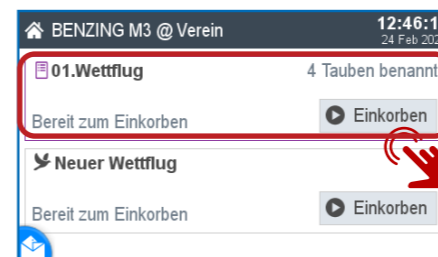 BENZING M3 @ Verein
12:46:1
24 Feb 202
01.Wettflug
4 Tauben benannt
Bereit zum Einkorben
Einkorben
Neuer Wettflug
Bereit zum Einkorben
Einkorben